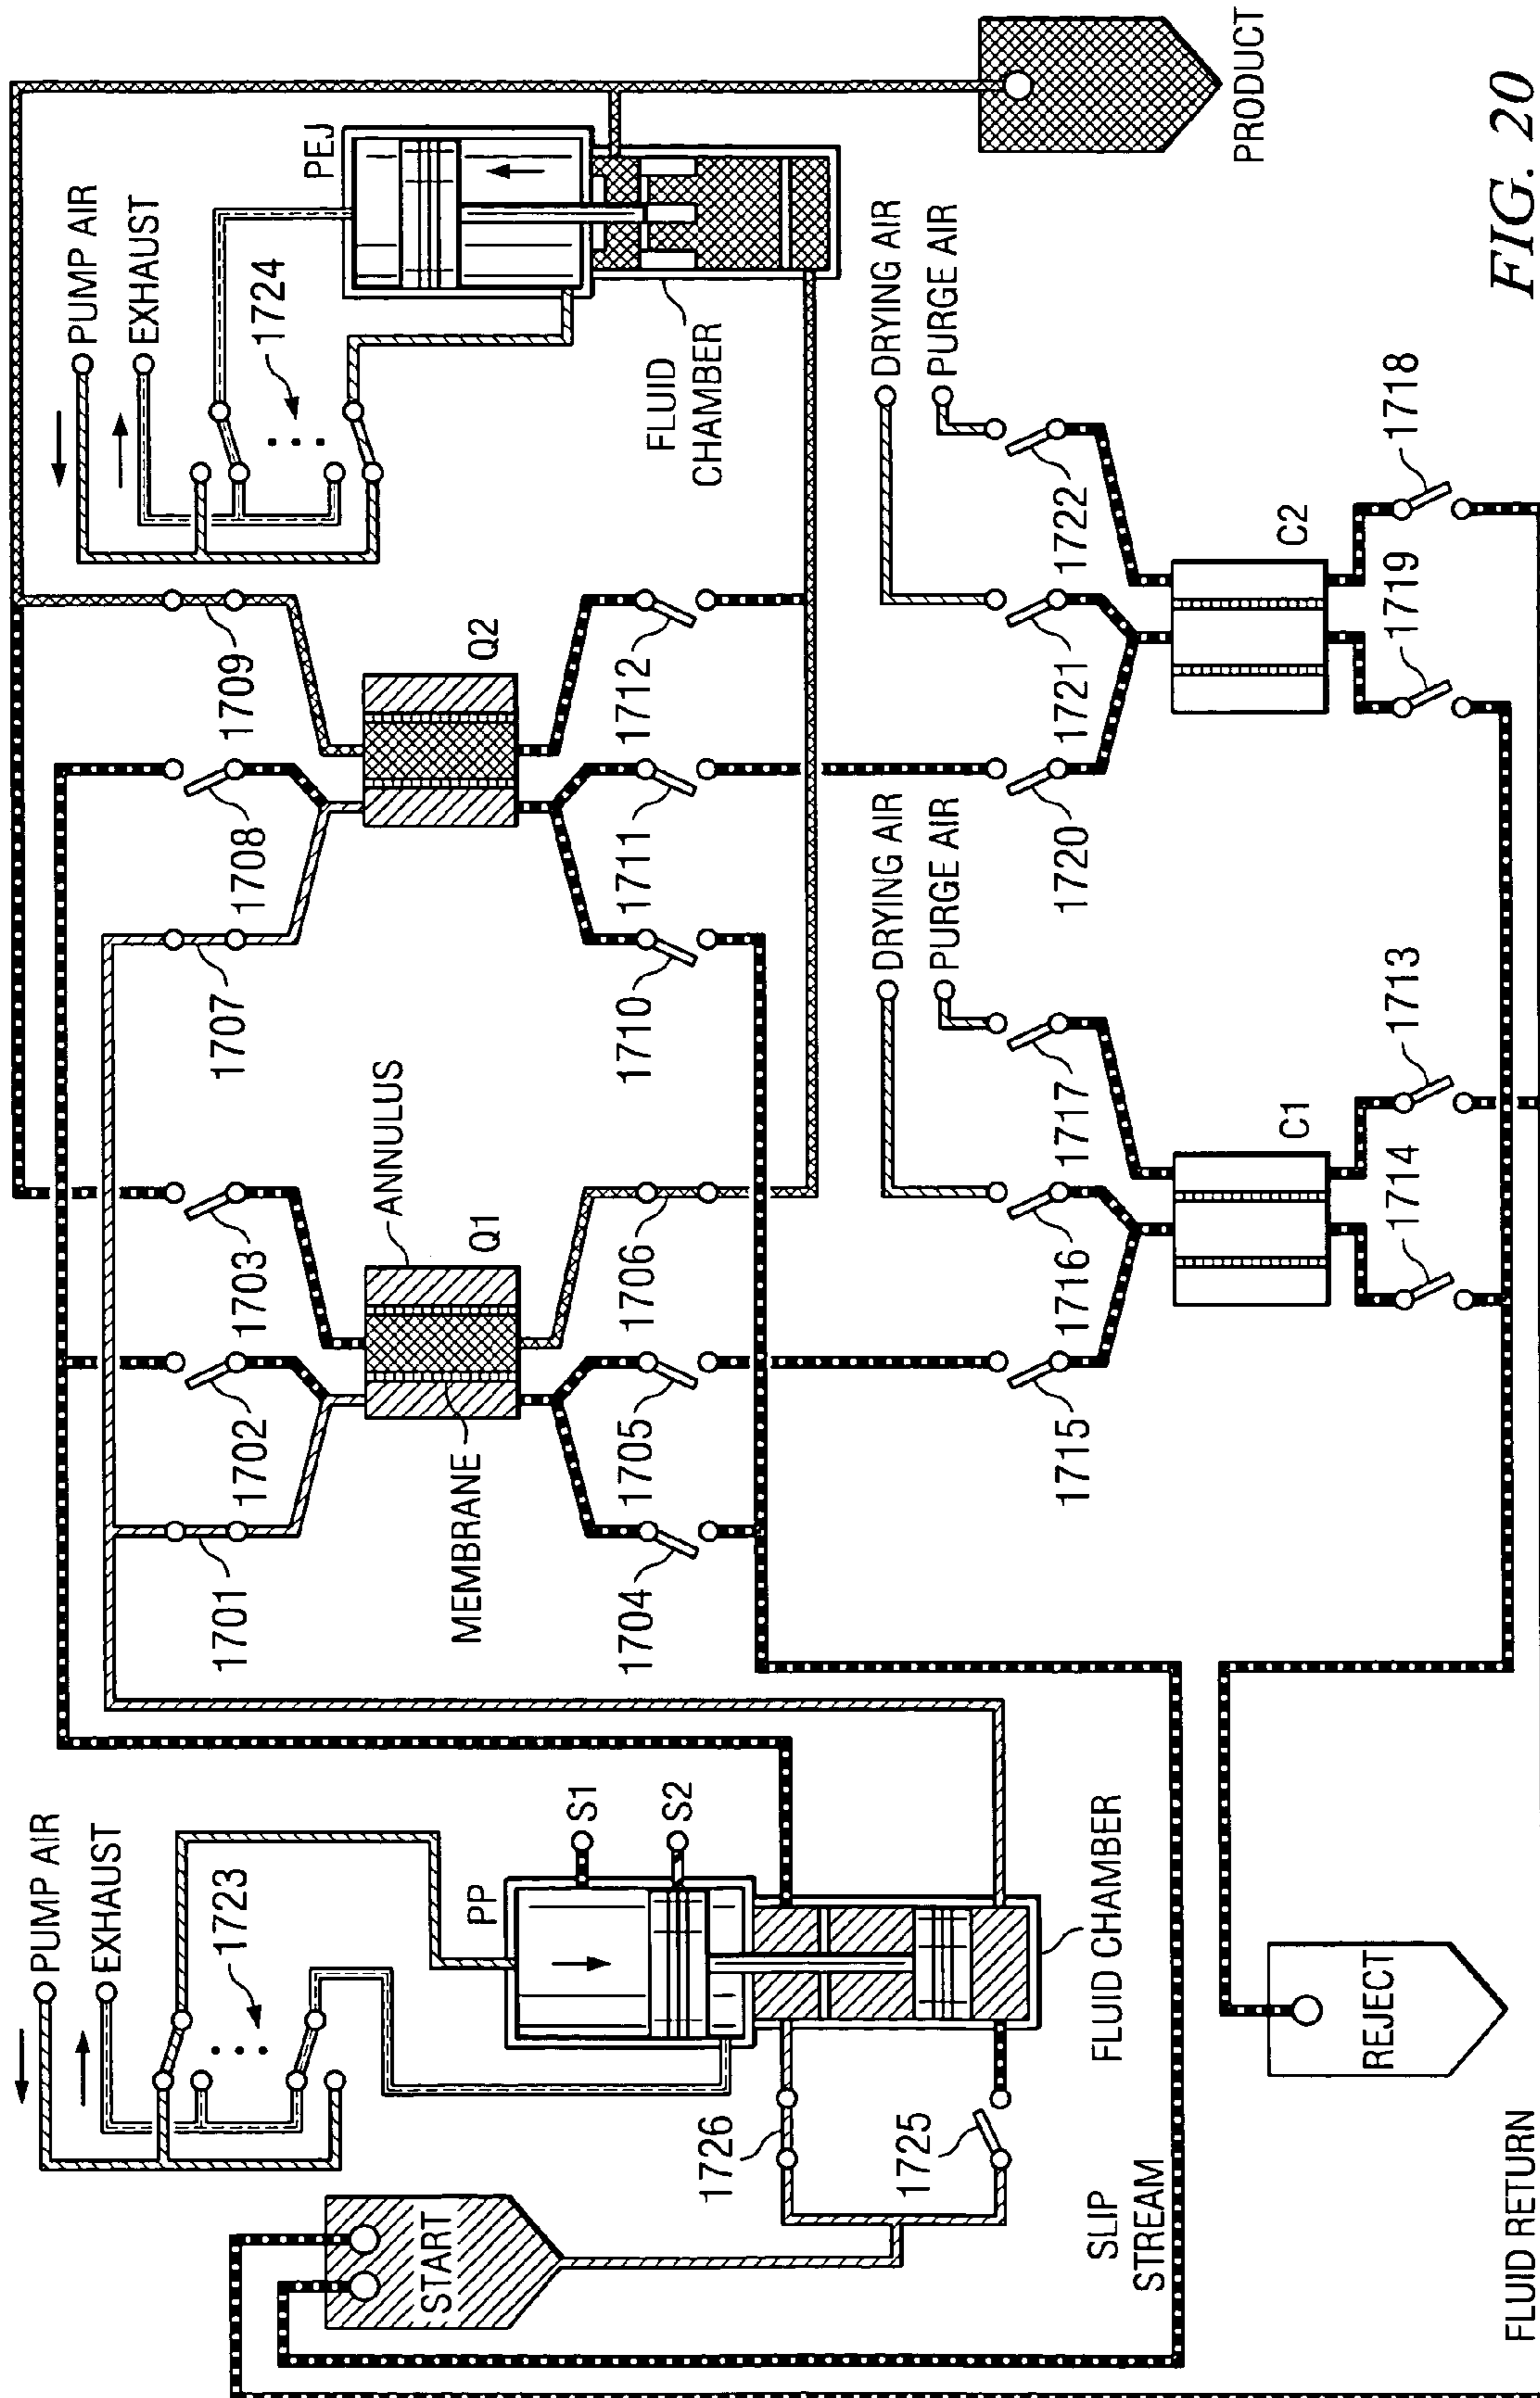 PUMP AIR
EXHAUST
1723
PP
S1
S2
START
1726
1725
FLUID CHAMBER
SLIP
STREAM
REJECT
FLUID RETURN
1701
1702
1703
MEMBRANE
ANNULUS
Q1
1704
1705
1706
1707
1708
1709
Q2
1710
1711
1712
PUMP AIR
EXHAUST
1724
PEJ
FLUID
CHAMBER
PRODUCT
DRYING AIR
PURGE AIR
1715
1716
1717
C1
1714
1713
DRYING AIR
PURGE AIR
1720
1721
1722
C2
1719
1718
FIG. 20